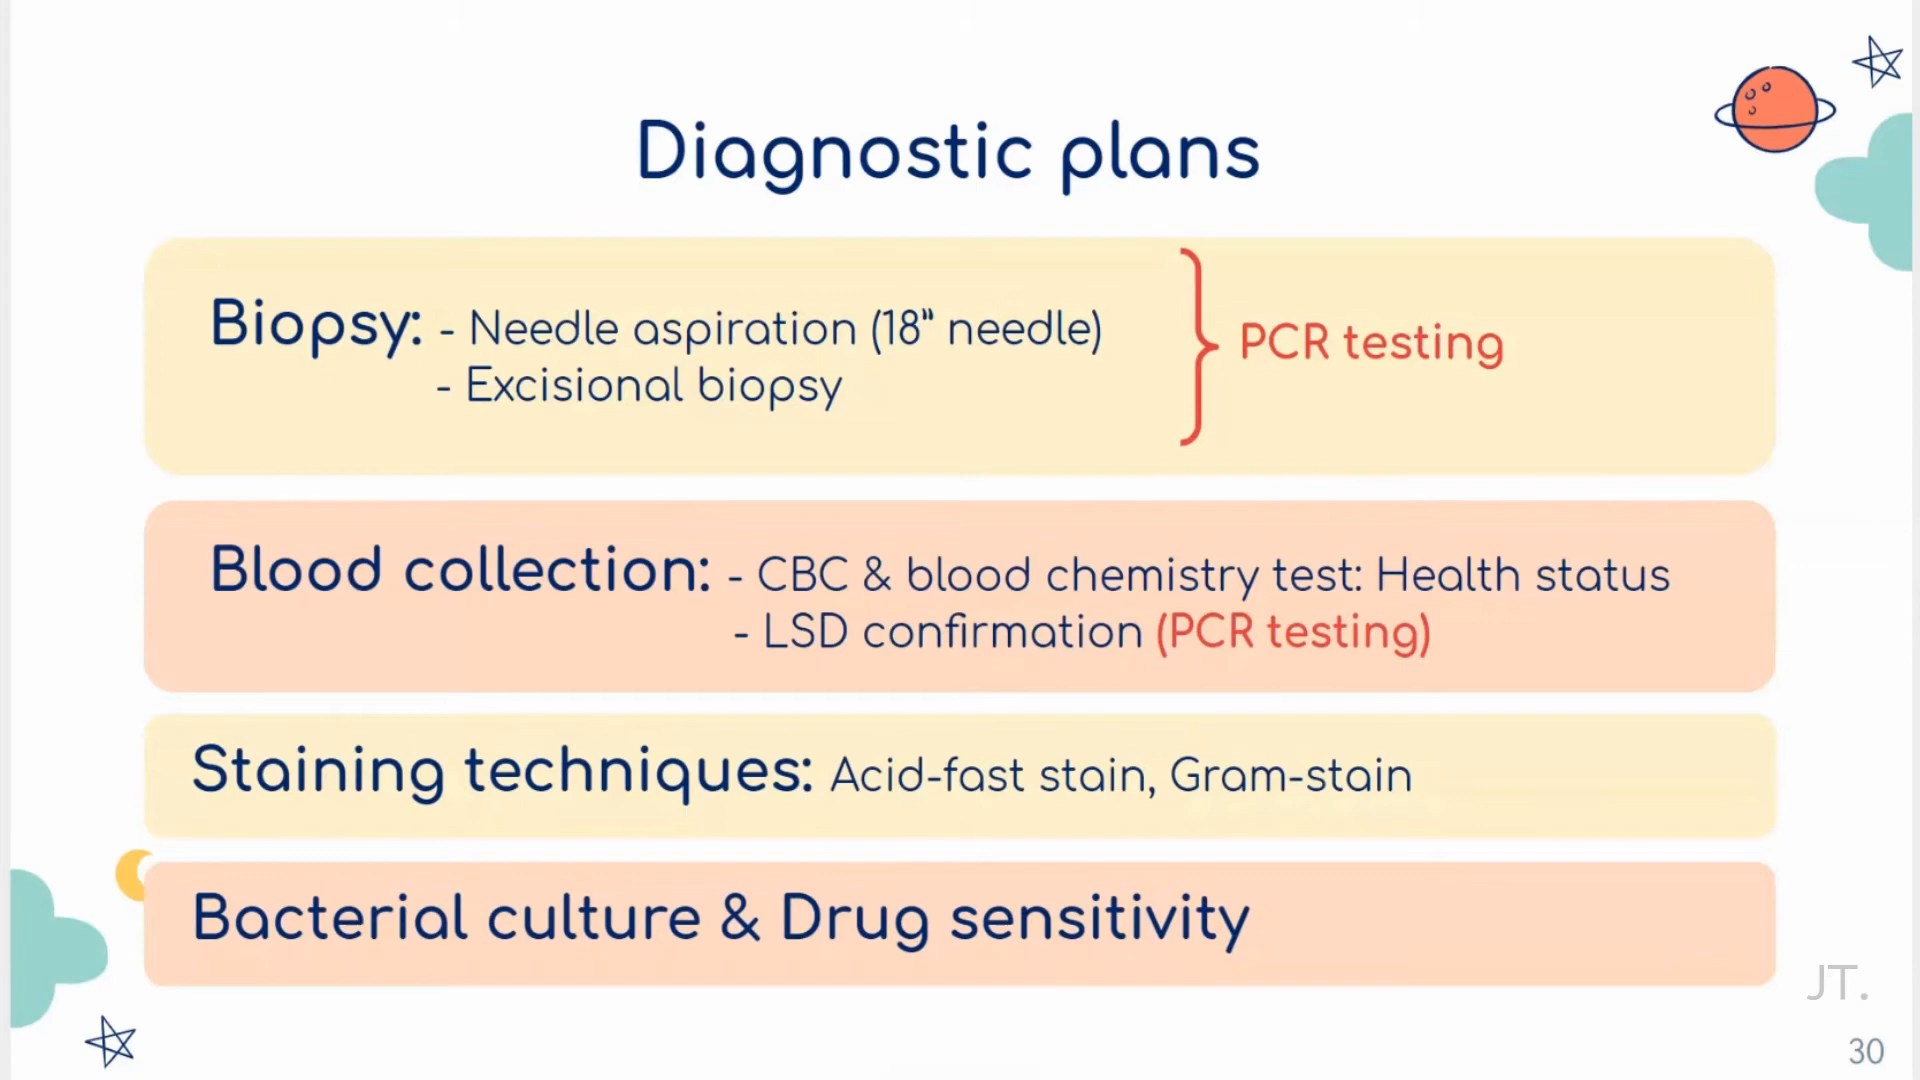 Diagnostic plans
Biopsy: - Needle aspiration (18” needle)
- Excisional biopsy
PCR testing
Blood collection: - CBC & blood chemistry test: Health status
- LSD confirmation (PCR testing)
Staining techniques: Acid-fast stain, Gram-stain
Bacterial culture & Drug sensitivity
JT.
30